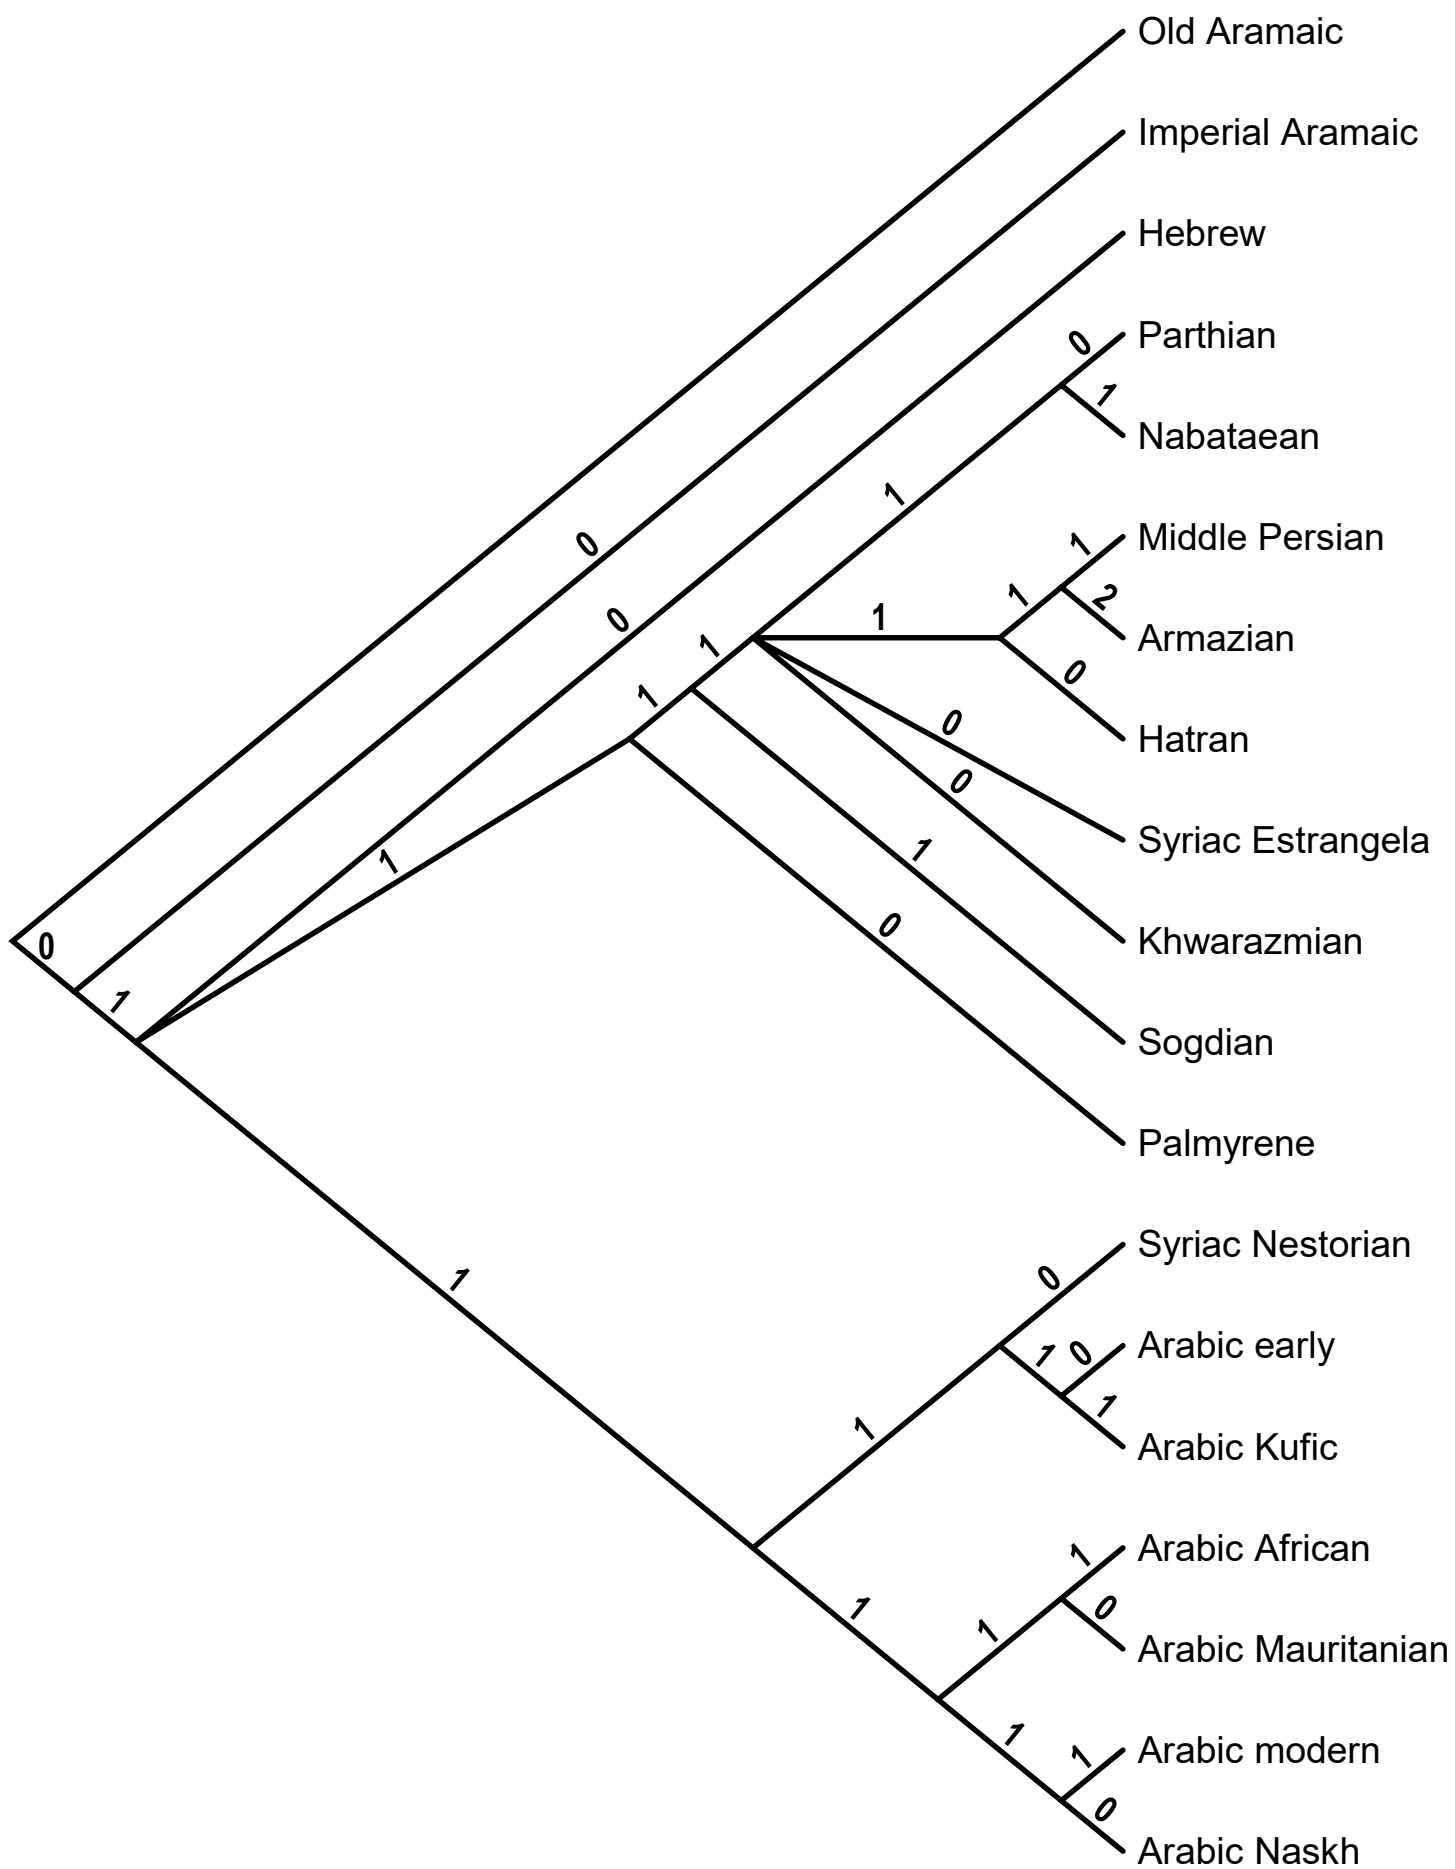 Old Aramaic
Imperial Aramaic
Hebrew
0
Parthian
1
Nabataean
1
1
Middle Persian
0
1
2
1
0
Armazian
1
0
1
0
Hatran
0
1
1
Syriac Estrangela
0
0
Khwarazmian
1
Sogdian
Palmyrene
Syriac Nestorian
1
0
1
0
Arabic early
1
1
Arabic Kufic
1
Arabic African
1
1
0
Arabic Mauritanian
1
1
Arabic modern
0
Arabic Naskh